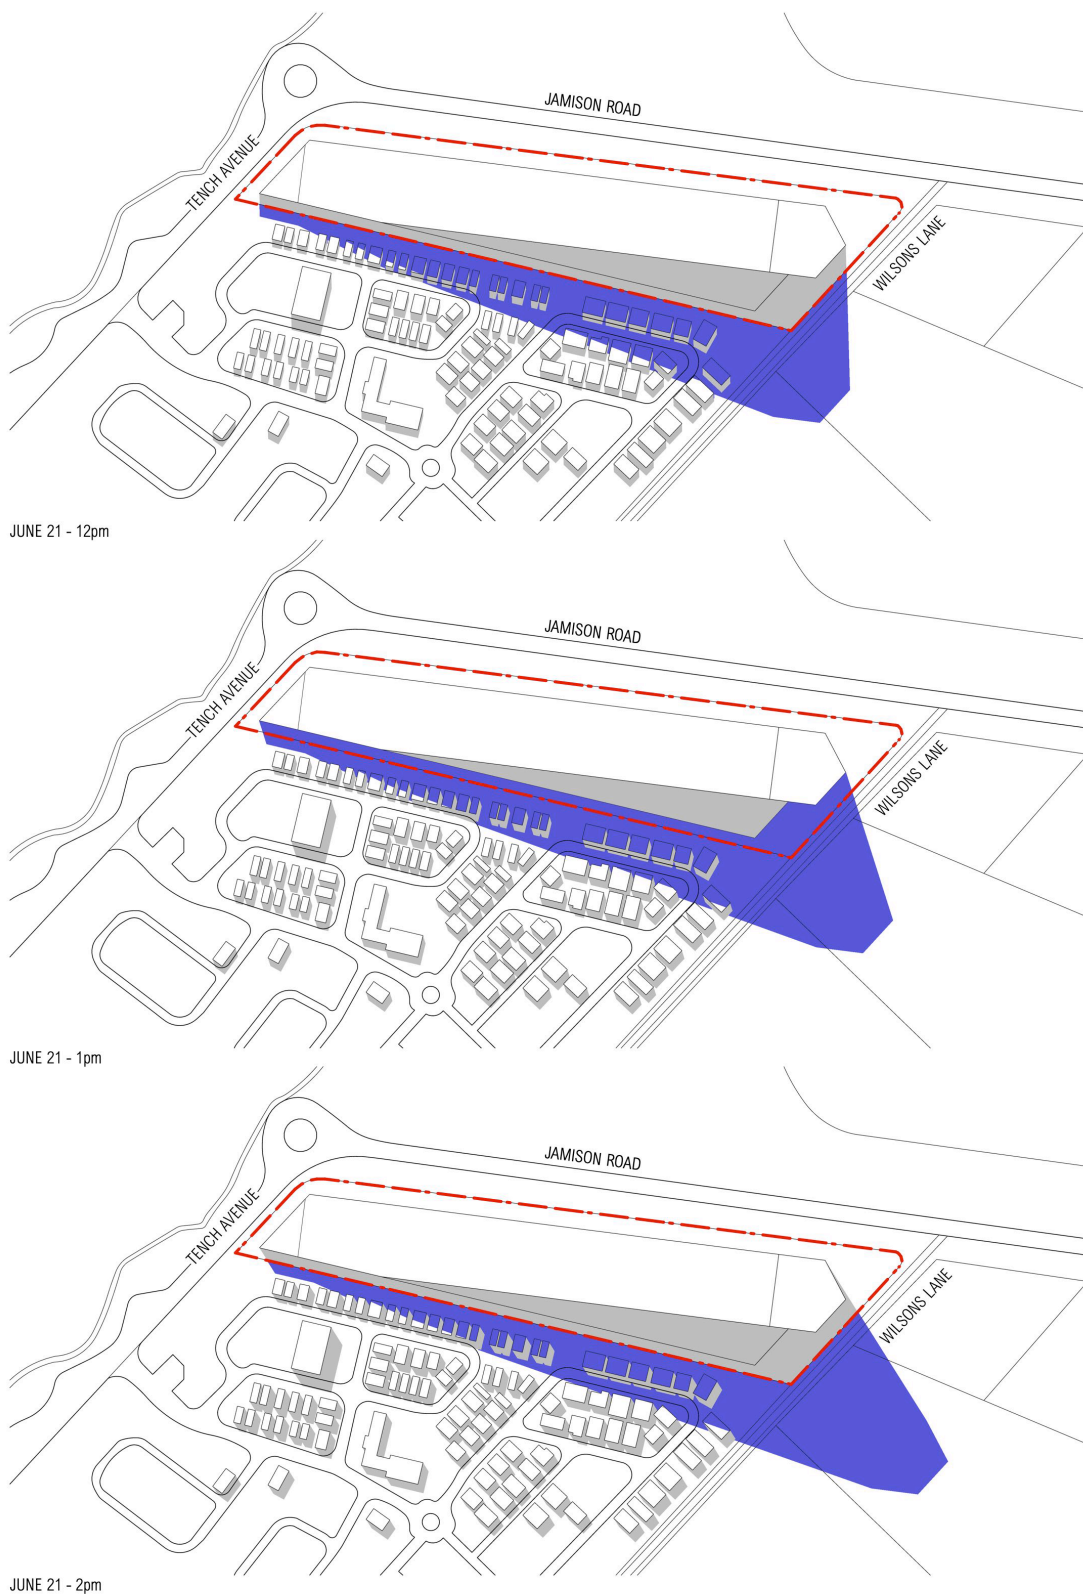 JAMISON ROAD
TENCH AVENUE
WILSONS LANE
JUNE 21 - 12pm
JAMISON ROAD
TENCH AVENUE
WILSONS LANE
JUNE 21 - 1pm
JAMISON ROAD
TENCH AVENUE
WILSONS LANE
JUNE 21 - 2pm